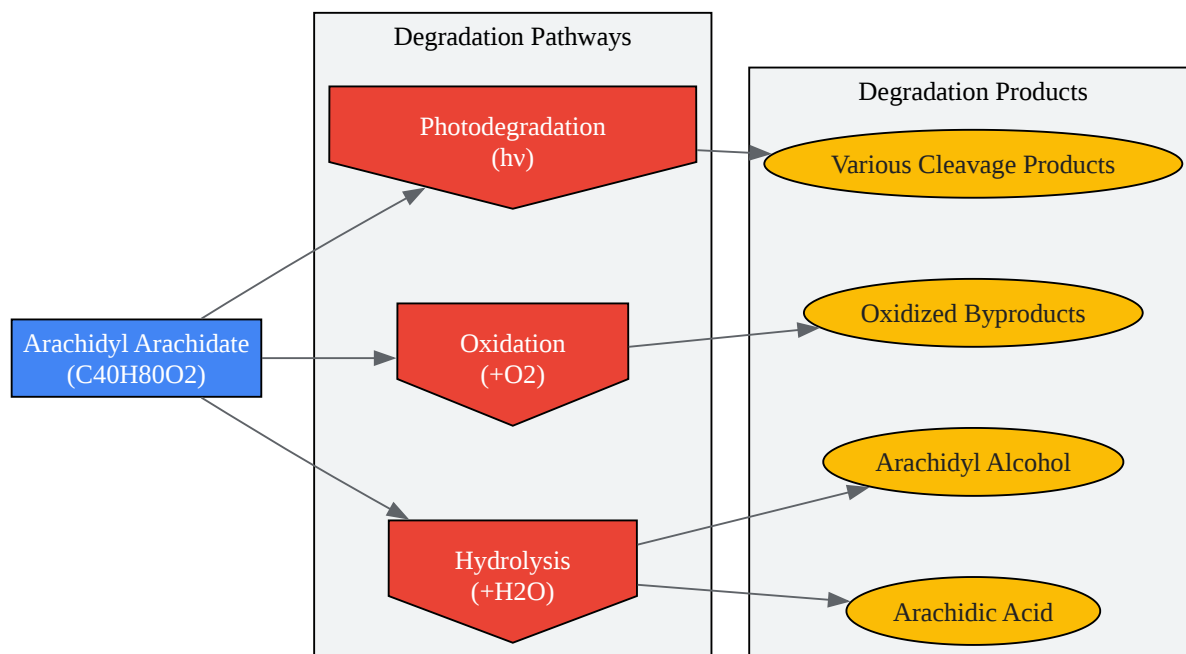 Degradation Pathways
Degradation Products
Photodegradation
(hν)
Various Cleavage Products
Arachidyl Arachidate
(C40H80O2)
Oxidation
(+O2)
Oxidized Byproducts
Hydrolysis
(+H2O)
Arachidyl Alcohol
Arachidic Acid